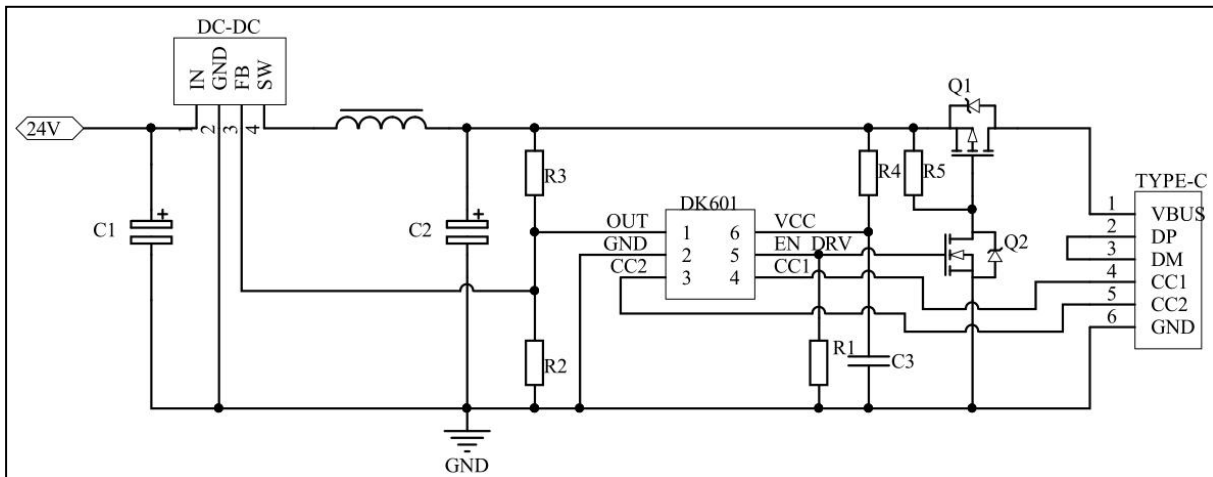 DC-DC
IN
GND
FB
SW
1
2
3
4
24V
C1
C2
R3
R2
DK601
OUT
GND
CC2
1
2
3
6
5
4
VCC
EN_DRV
CC1
R1
C3
R4
R5
Q1
Q2
TYPE-C
1 VBUS
2 DP
3 DM
4 CC1
5 CC2
6 GND
GND